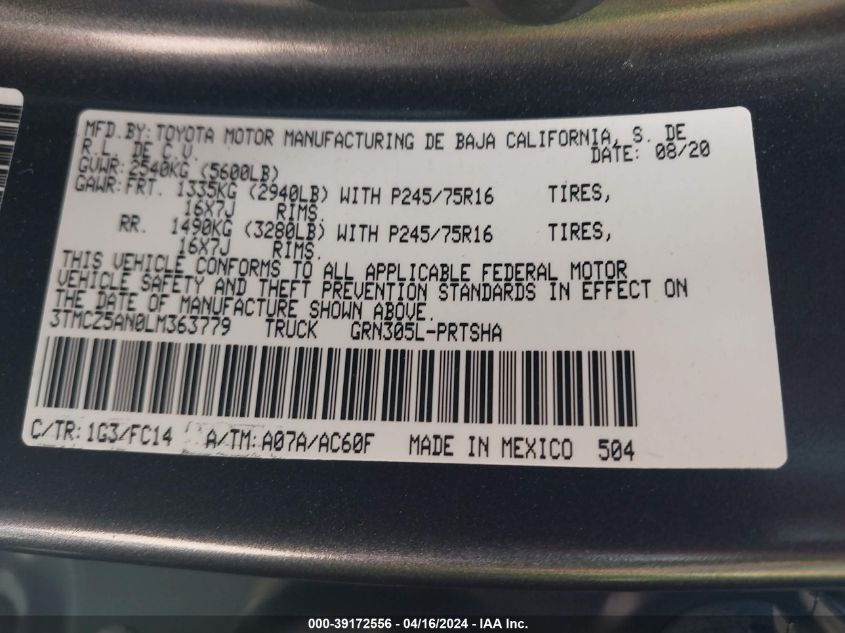 MFD.BY: TOYOTA MOTOR MANUFACTURING DE BAJA CALIFORNIA, S. DE
R.L. DE C.V. DATE: 08/20
GVWR: 2540KG (5600LB)
GAWR: FRT. 1335KG (2940LB) WITH P245/75R16 TIRES,
16X7J RIMS.
RR. 1490KG (3280LB) WITH P245/75R16 TIRES,
16X7J RIMS.
THIS VEHICLE CONFORMS TO ALL APPLICABLE FEDERAL MOTOR
VEHICLE SAFETY AND THEFT PREVENTION STANDARDS IN EFFECT ON
THE DATE OF MANUFACTURE SHOWN ABOVE.
3TMCZ5AN0LM363779 TRUCK GRN305L-PRTSHA
C/TR: 1G3/FC14 A/TM: A07A/AC60F MADE IN MEXICO 504
000-39172556 - 04/16/2024 - IAA Inc.